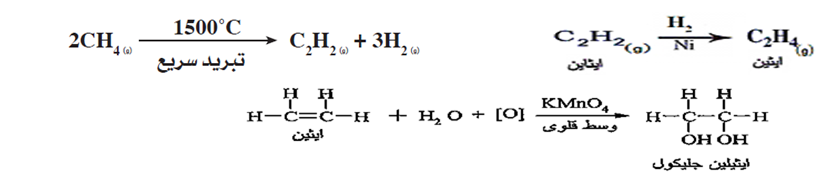 2CH₄(g) 1500°C تبريد سريع C₂H₂(g) + 3H₂(g)
C₂H₂(g) ايثاين H₂ Ni C₂H₄(g) ايثين
H H H H
H–C=C–H + H₂O + [O] KMnO₄ H–C–C–H
ايثين وسط قلوى OH OH
ايثيلين جليكول